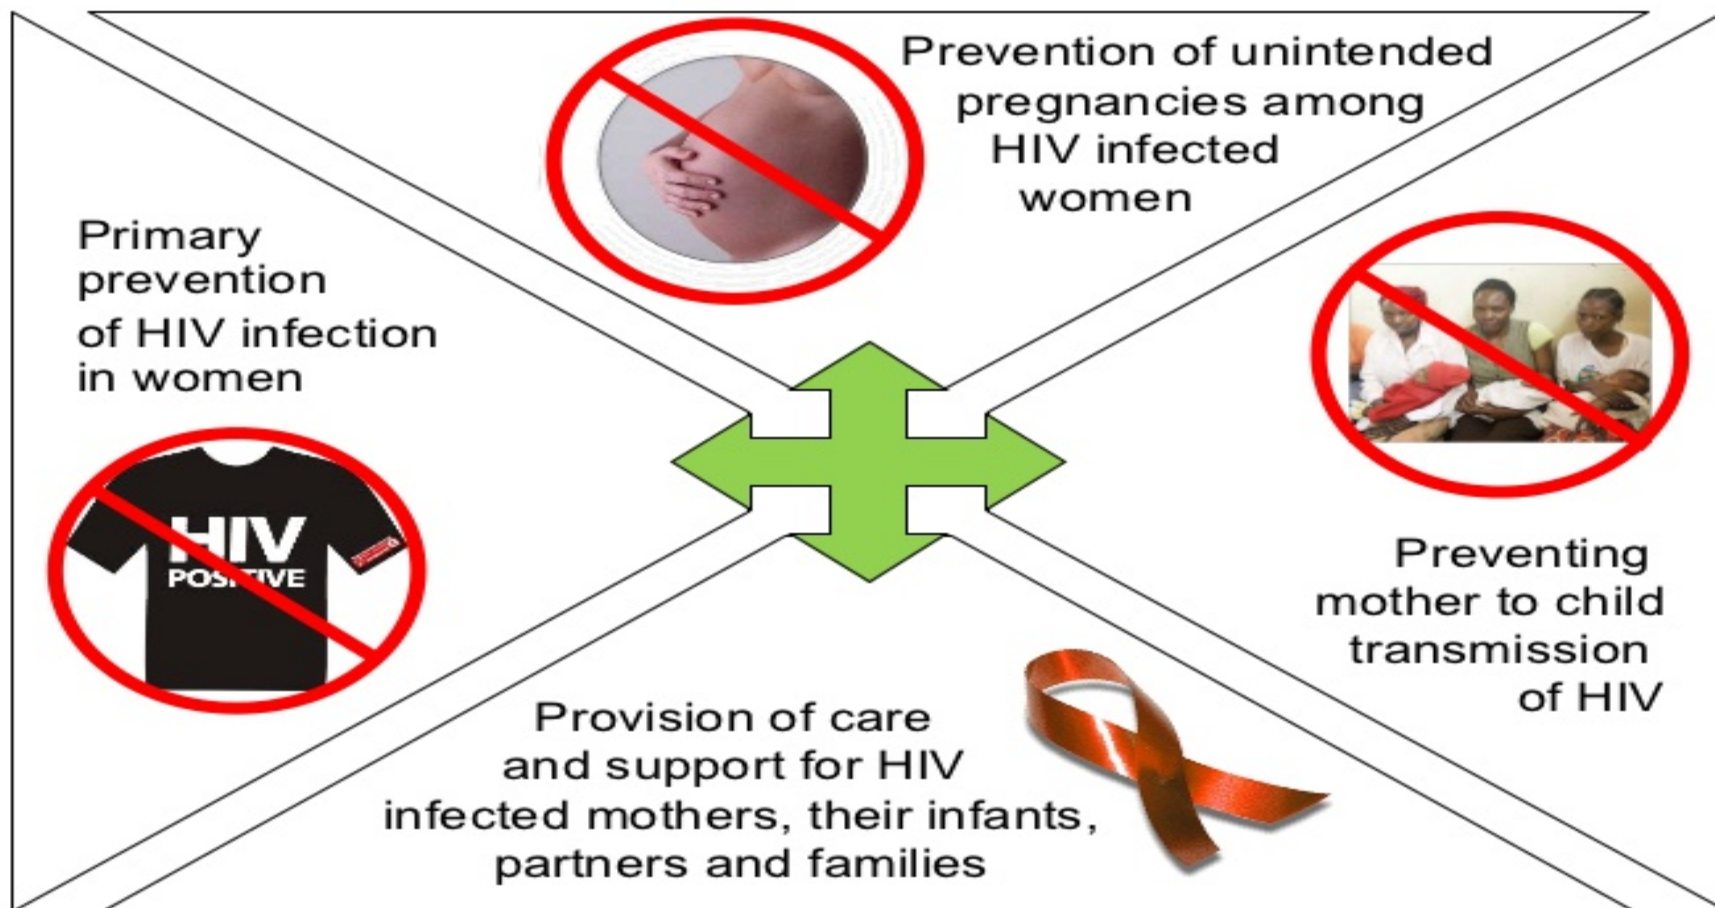 Prevention of unintended
pregnancies among
HIV infected
women
Primary
prevention
of HIV infection
in women
HIV
POSITIVE
Preventing
mother to child
transmission
of HIV
Provision of care
and support for HIV
infected mothers, their infants,
partners and families